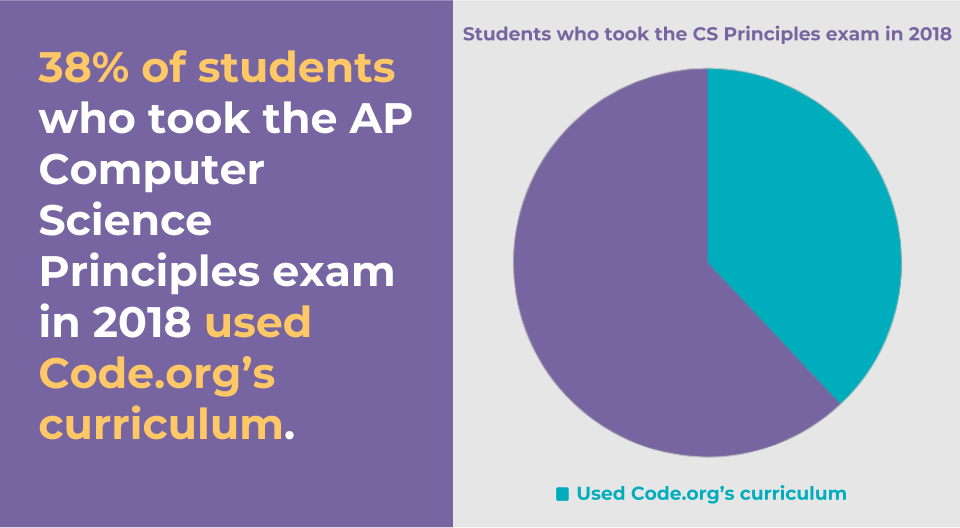 38% of students
who took the AP
Computer
Science
Principles exam
in 2018 used
Code.org’s
curriculum.
Students who took the CS Principles exam in 2018
Used Code.org’s curriculum